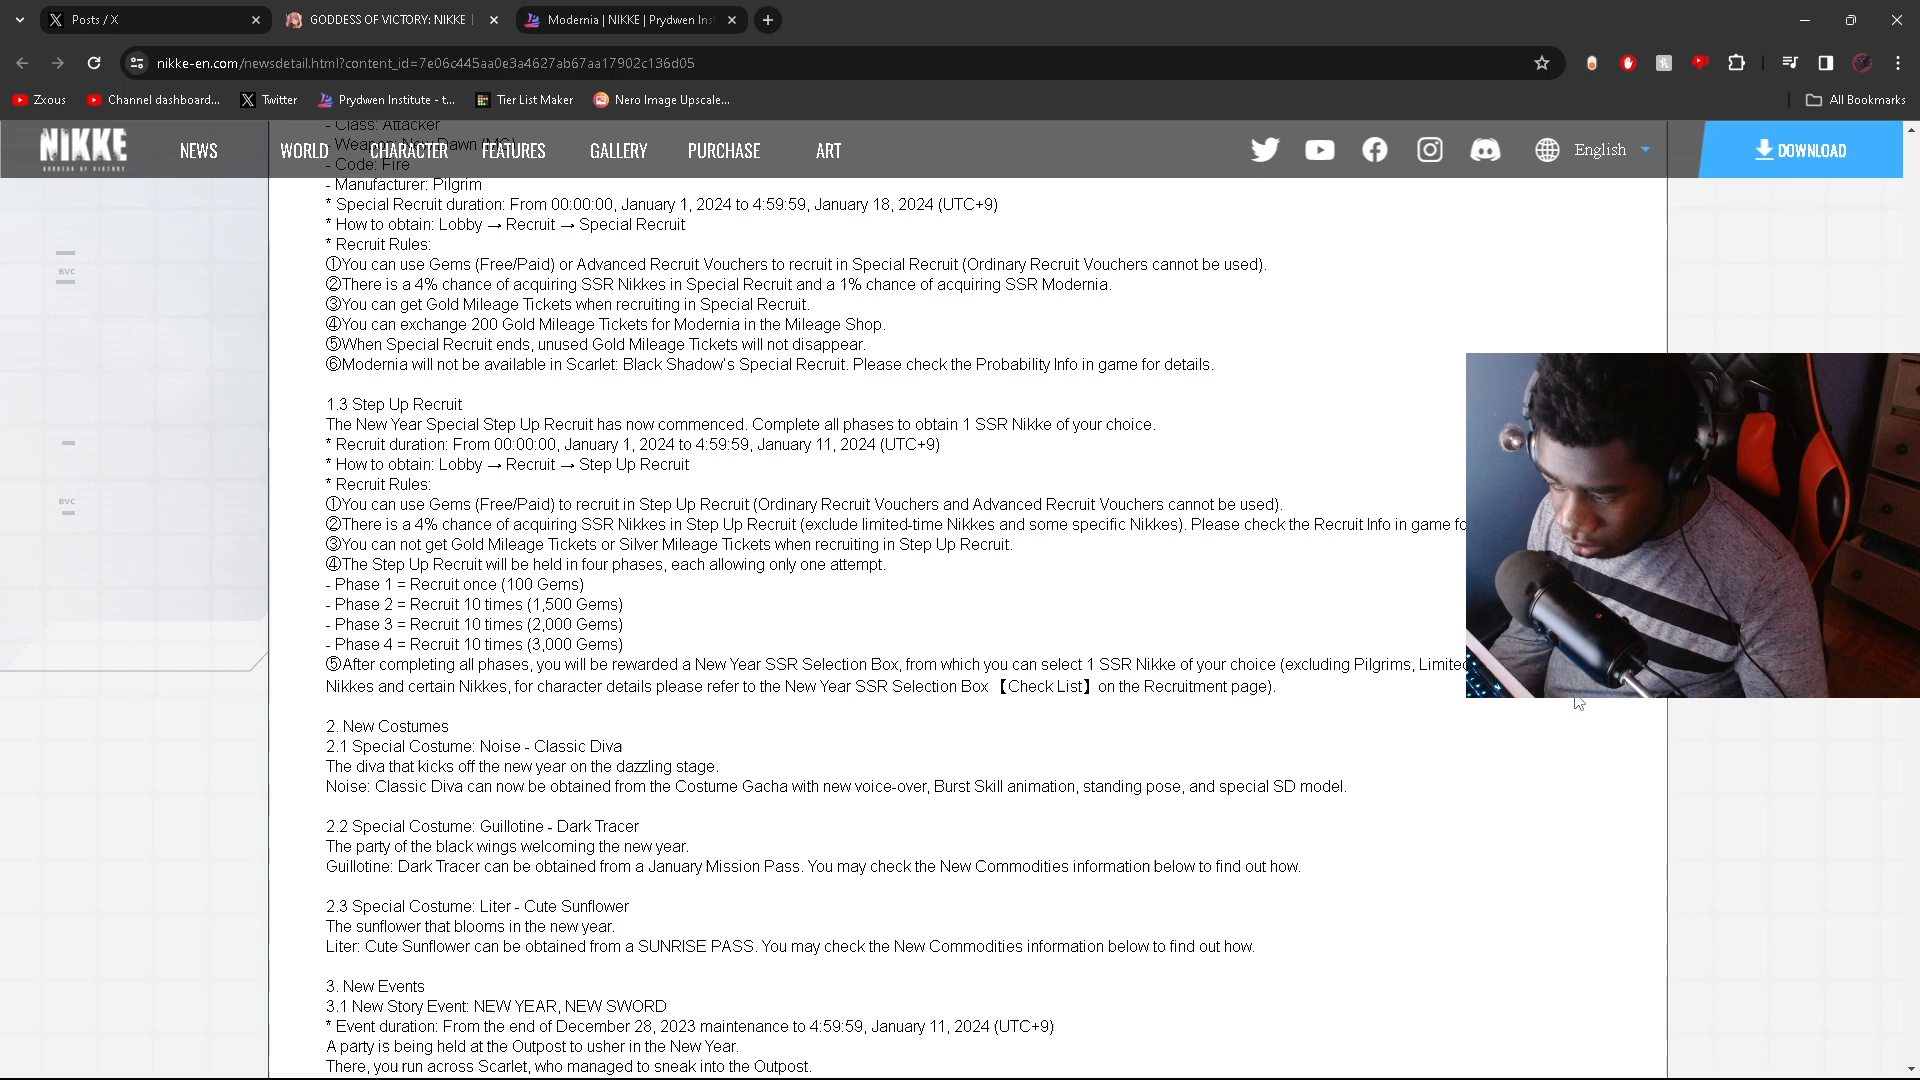 Posts / X
GODDESS OF VICTORY: NIKKE
Modernia | NIKKE | Prydwen Ins
nikke-en.com/newsdetail.html?content_id=7e06c445aa0e3a4627ab67aa17902c136d05
Zxous
Channel dashboard...
Twitter
Prydwen Institute - t...
Tier List Maker
Nero Image Upscale...
All Bookmarks
NIKKE
GODDESS OF VICTORY
NEWS
WORLD
CHARACTER
FEATURES
GALLERY
PURCHASE
ART
English
DOWNLOAD
- Class: Attacker
- Weapon: New Dawn (MG)
- Code: Fire
- Manufacturer: Pilgrim
* Special Recruit duration: From 00:00:00, January 1, 2024 to 4:59:59, January 18, 2024 (UTC+9)
* How to obtain: Lobby → Recruit → Special Recruit
* Recruit Rules:
①You can use Gems (Free/Paid) or Advanced Recruit Vouchers to recruit in Special Recruit (Ordinary Recruit Vouchers cannot be used).
②There is a 4% chance of acquiring SSR Nikkes in Special Recruit and a 1% chance of acquiring SSR Modernia.
③You can get Gold Mileage Tickets when recruiting in Special Recruit.
④You can exchange 200 Gold Mileage Tickets for Modernia in the Mileage Shop.
⑤When Special Recruit ends, unused Gold Mileage Tickets will not disappear.
⑥Modernia will not be available in Scarlet: Black Shadow's Special Recruit. Please check the Probability Info in game for details.
1.3 Step Up Recruit
The New Year Special Step Up Recruit has now commenced. Complete all phases to obtain 1 SSR Nikke of your choice.
* Recruit duration: From 00:00:00, January 1, 2024 to 4:59:59, January 11, 2024 (UTC+9)
* How to obtain: Lobby → Recruit → Step Up Recruit
* Recruit Rules:
①You can use Gems (Free/Paid) to recruit in Step Up Recruit (Ordinary Recruit Vouchers and Advanced Recruit Vouchers cannot be used).
②There is a 4% chance of acquiring SSR Nikkes in Step Up Recruit (exclude limited-time Nikkes and some specific Nikkes). Please check the Recruit Info in game fo
③You can not get Gold Mileage Tickets or Silver Mileage Tickets when recruiting in Step Up Recruit.
④The Step Up Recruit will be held in four phases, each allowing only one attempt.
- Phase 1 = Recruit once (100 Gems)
- Phase 2 = Recruit 10 times (1,500 Gems)
- Phase 3 = Recruit 10 times (2,000 Gems)
- Phase 4 = Recruit 10 times (3,000 Gems)
⑤After completing all phases, you will be rewarded a New Year SSR Selection Box, from which you can select 1 SSR Nikke of your choice (excluding Pilgrims, Limited
Nikkes and certain Nikkes, for character details please refer to the New Year SSR Selection Box 【Check List】 on the Recruitment page).
2. New Costumes
2.1 Special Costume: Noise - Classic Diva
The diva that kicks off the new year on the dazzling stage.
Noise: Classic Diva can now be obtained from the Costume Gacha with new voice-over, Burst Skill animation, standing pose, and special SD model.
2.2 Special Costume: Guillotine - Dark Tracer
The party of the black wings welcoming the new year.
Guillotine: Dark Tracer can be obtained from a January Mission Pass. You may check the New Commodities information below to find out how.
2.3 Special Costume: Liter - Cute Sunflower
The sunflower that blooms in the new year.
Liter: Cute Sunflower can be obtained from a SUNRISE PASS. You may check the New Commodities information below to find out how.
3. New Events
3.1 New Story Event: NEW YEAR, NEW SWORD
* Event duration: From the end of December 28, 2023 maintenance to 4:59:59, January 11, 2024 (UTC+9)
A party is being held at the Outpost to usher in the New Year.
There, you run across Scarlet, who managed to sneak into the Outpost.
BVC
BVC